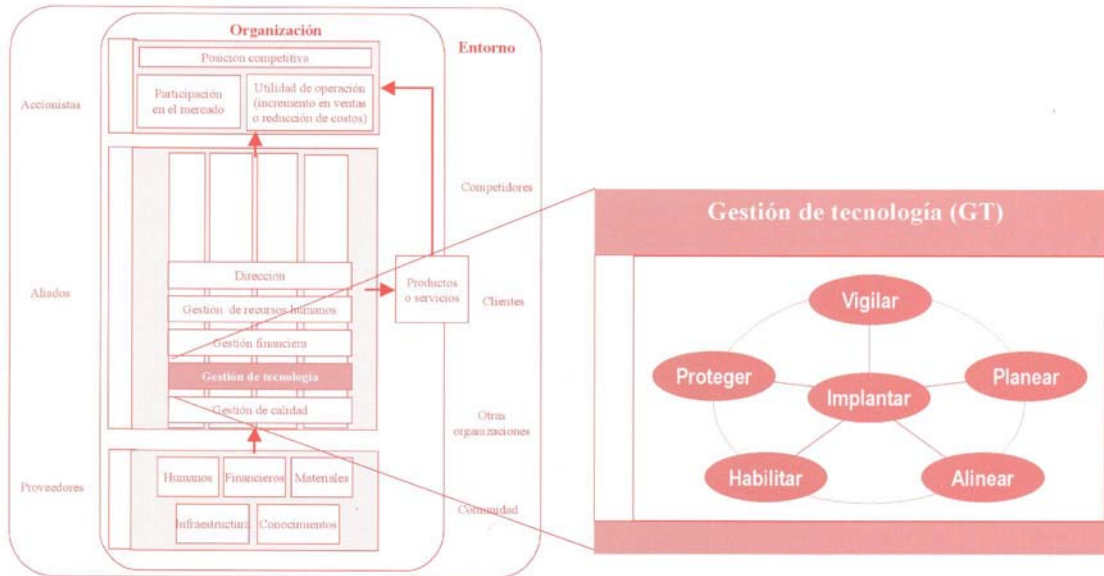 Organización
Entorno
Posición competitiva
Participación
en el mercado
Utilidad de operación
(incremento en ventas
o reducción de costos)
Accionistas
Competidores
Aliados
Dirección
Gestión de recursos humanos
Gestión financiera
Gestión de tecnología
Gestión de calidad
Productos
o servicios
Clientes
Otras
organizaciones
Proveedores
Humanos
Financieros
Materiales
Infraestructura
Conocimientos
Comunidad
Gestión de tecnología (GT)
Vigilar
Proteger
Planear
Implantar
Habilitar
Alinear